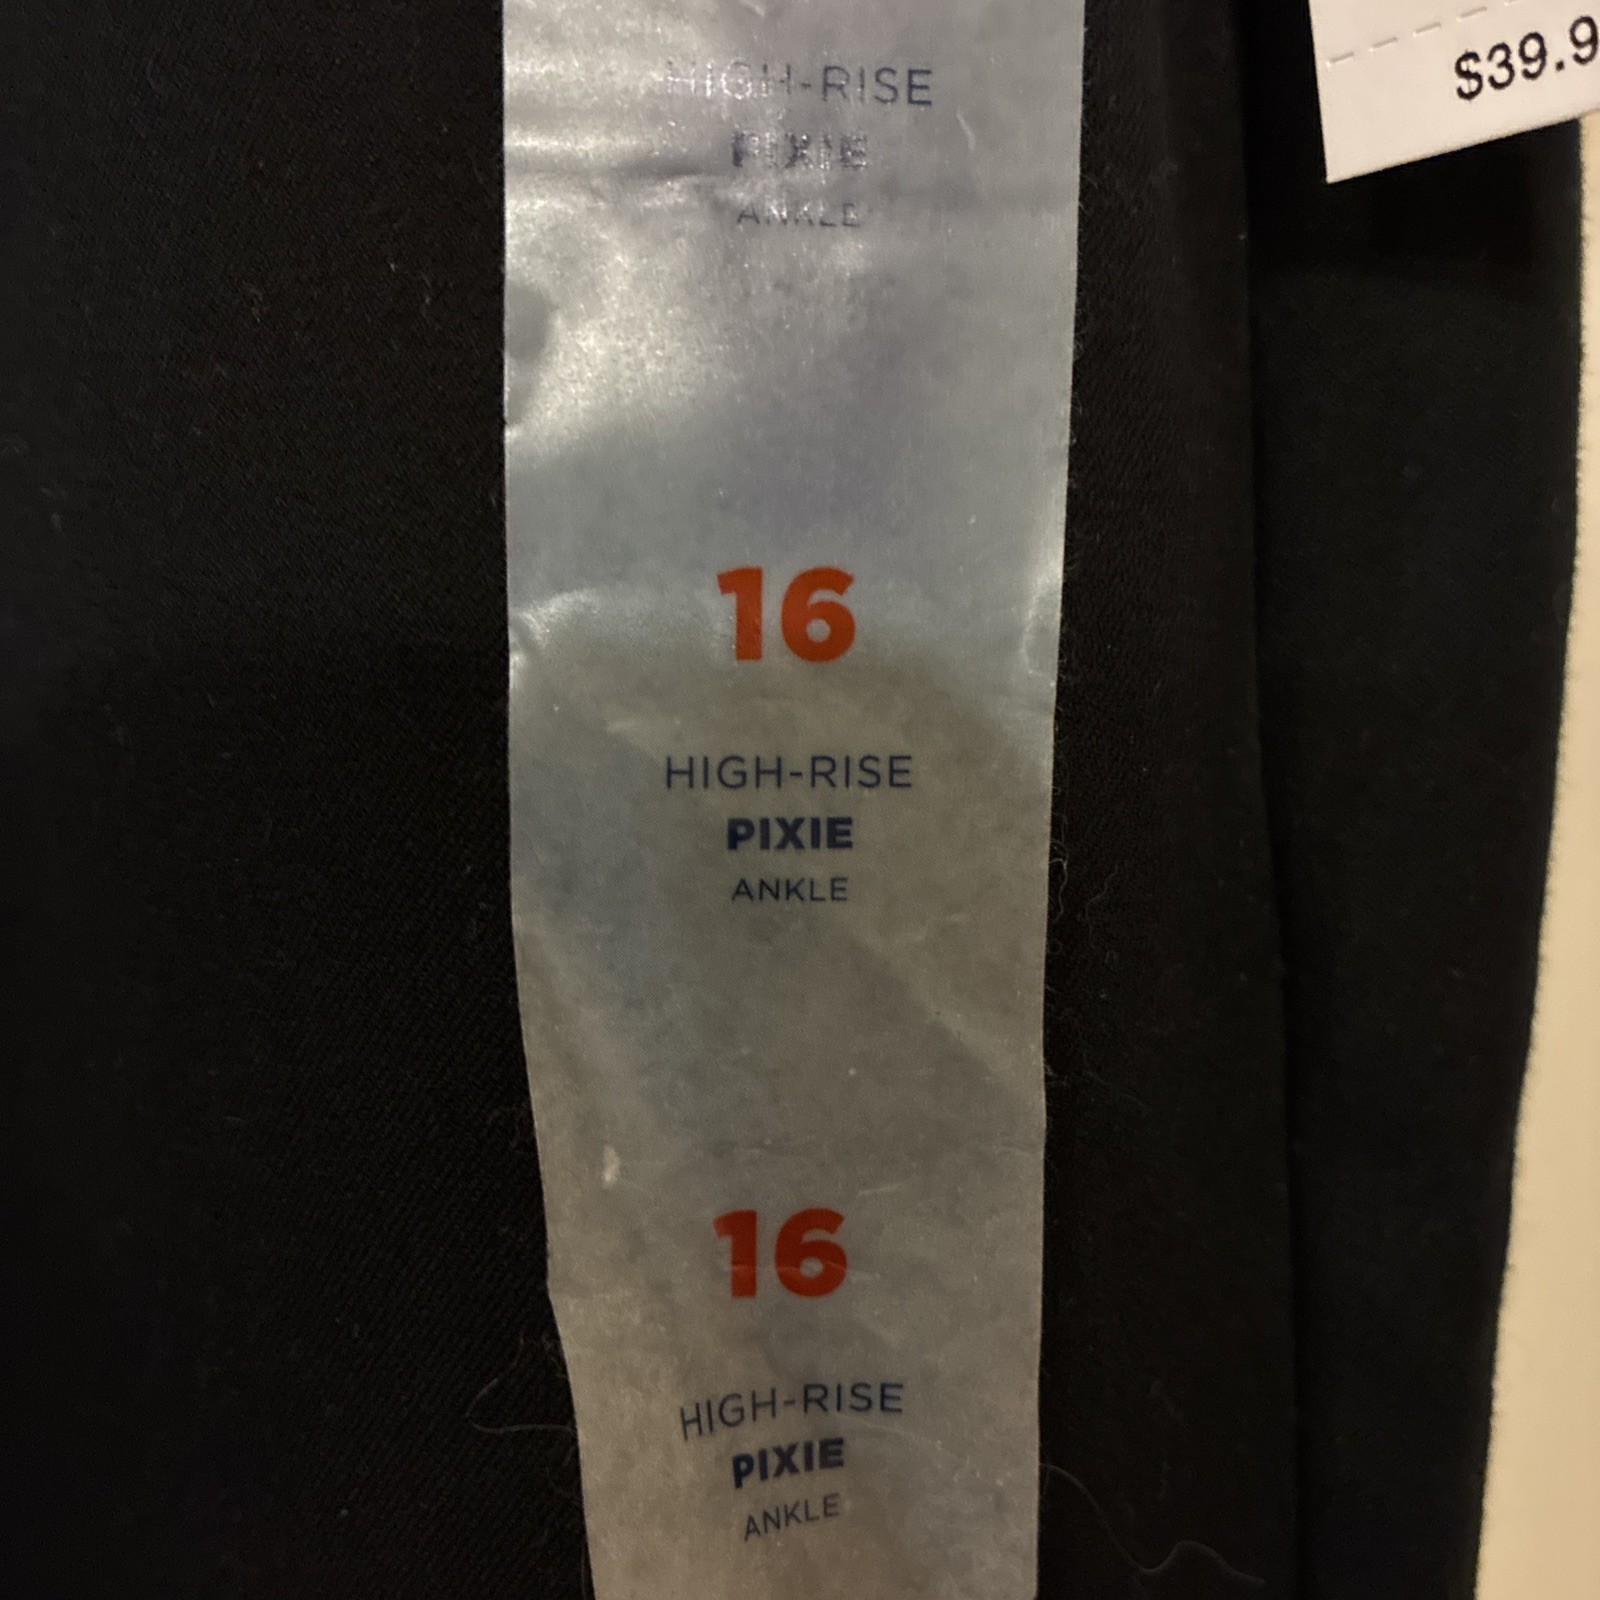 $39.9
HIGH-RISE
PIXIE
ANKLE
16
HIGH-RISE
PIXIE
ANKLE
16
HIGH-RISE
PIXIE
ANKLE